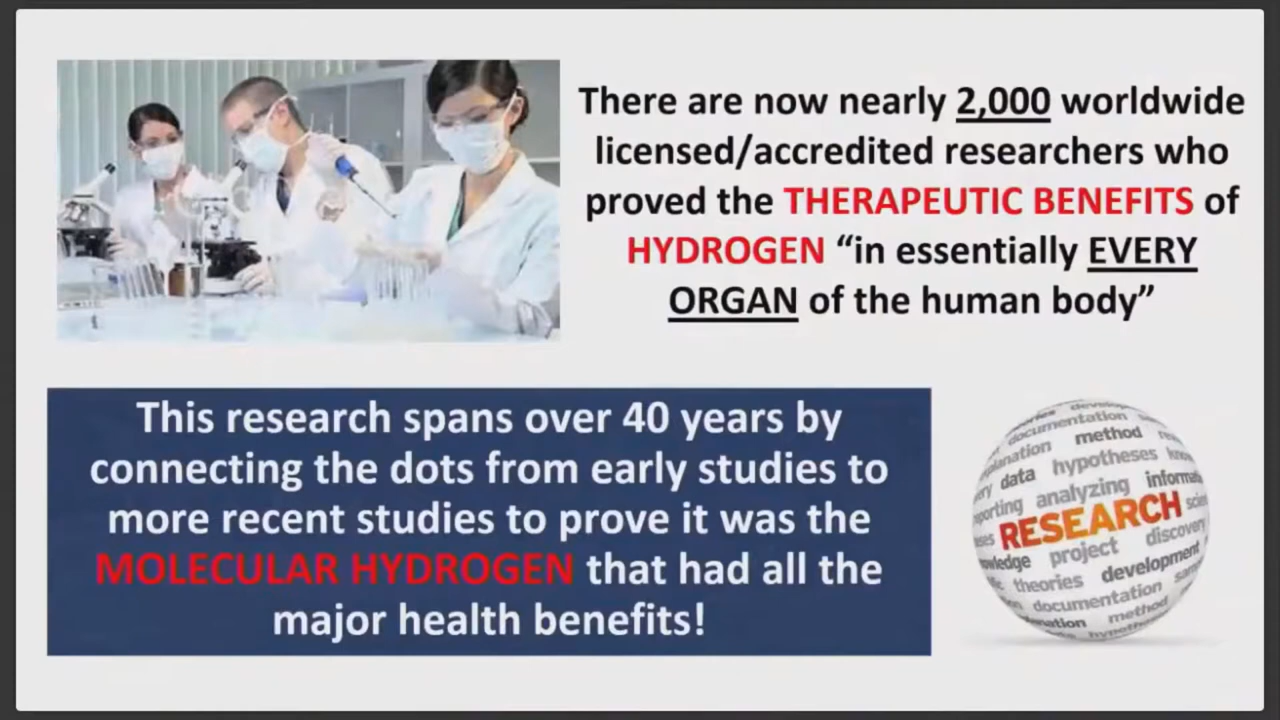 There are now nearly 2,000 worldwide
licensed/accredited researchers who
proved the THERAPEUTIC BENEFITS of
HYDROGEN “in essentially EVERY
ORGAN of the human body”
This research spans over 40 years by
connecting the dots from early studies to
more recent studies to prove it was the
MOLECULAR HYDROGEN that had all the
major health benefits!
documentation
method
data hypotheses
analyzing
RESEARCH
project discovery
theories development
documentation
method